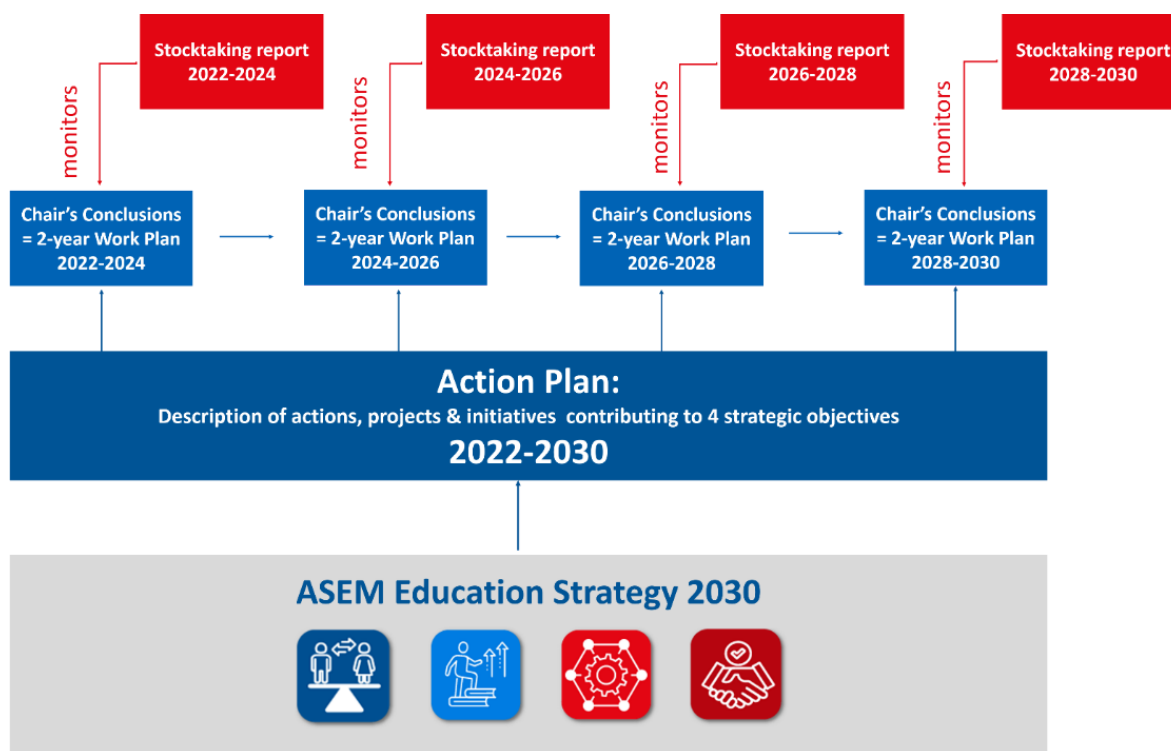 Stocktaking report
2022-2024
Stocktaking report
2024-2026
Stocktaking report
2026-2028
Stocktaking report
2028-2030
monitors
monitors
monitors
monitors
Chair’s Conclusions
= 2-year Work Plan
2022-2024
Chair’s Conclusions
= 2-year Work Plan
2024-2026
Chair’s Conclusions
= 2-year Work Plan
2026-2028
Chair’s Conclusions
= 2-year Work Plan
2028-2030
Action Plan:
Description of actions, projects & initiatives contributing to 4 strategic objectives
2022-2030
ASEM Education Strategy 2030